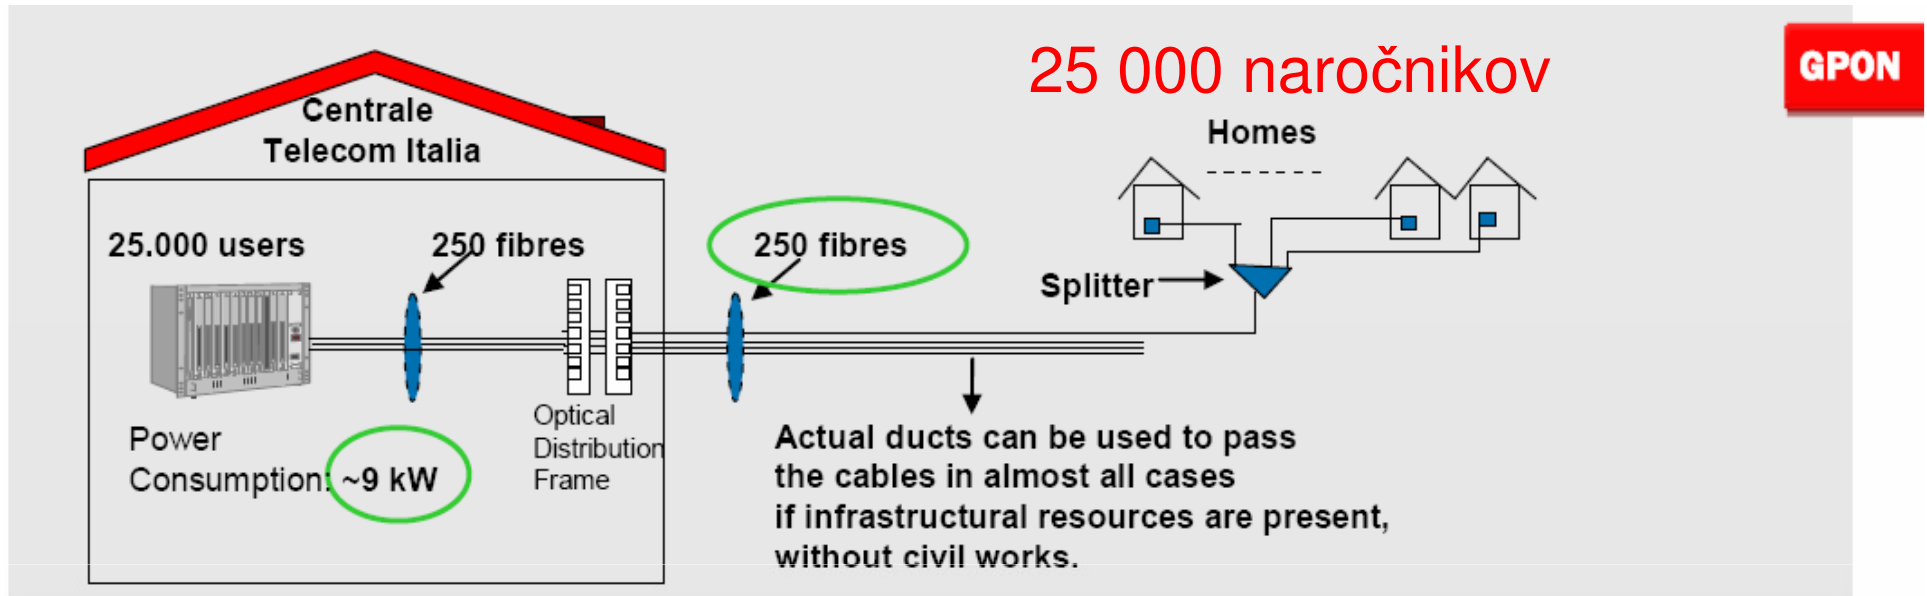 25 000 naročnikov
GPON
Centrale
Telecom Italia
Homes
25.000 users
250 fibres
250 fibres
Splitter
Optical
Distribution
Frame
Power
Consumption: ~9 kW
Actual ducts can be used to pass
the cables in almost all cases
if infrastructural resources are present,
without civil works.